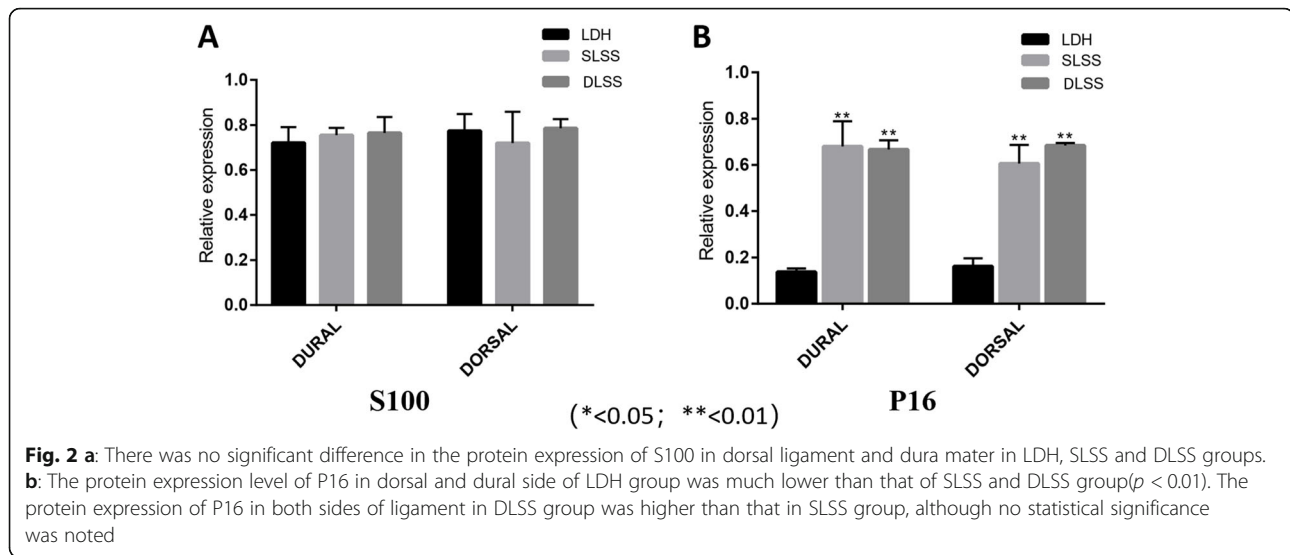 A
LDH
SLSS
DLSS
Relative expression
1.0
0.8
0.6
0.4
0.2
0.0
DURAL
DORSAL
S100
B
LDH
SLSS
DLSS
Relative expression
1.0
0.8
0.6
0.4
0.2
0.0
**
**
**
**
DURAL
DORSAL
P16
(*<0.05; **<0.01)
Fig. 2 a: There was no significant difference in the protein expression of S100 in dorsal ligament and dura mater in LDH, SLSS and DLSS groups.
b: The protein expression level of P16 in dorsal and dural side of LDH group was much lower than that of SLSS and DLSS group(p < 0.01). The
protein expression of P16 in both sides of ligament in DLSS group was higher than that in SLSS group, although no statistical significance
was noted